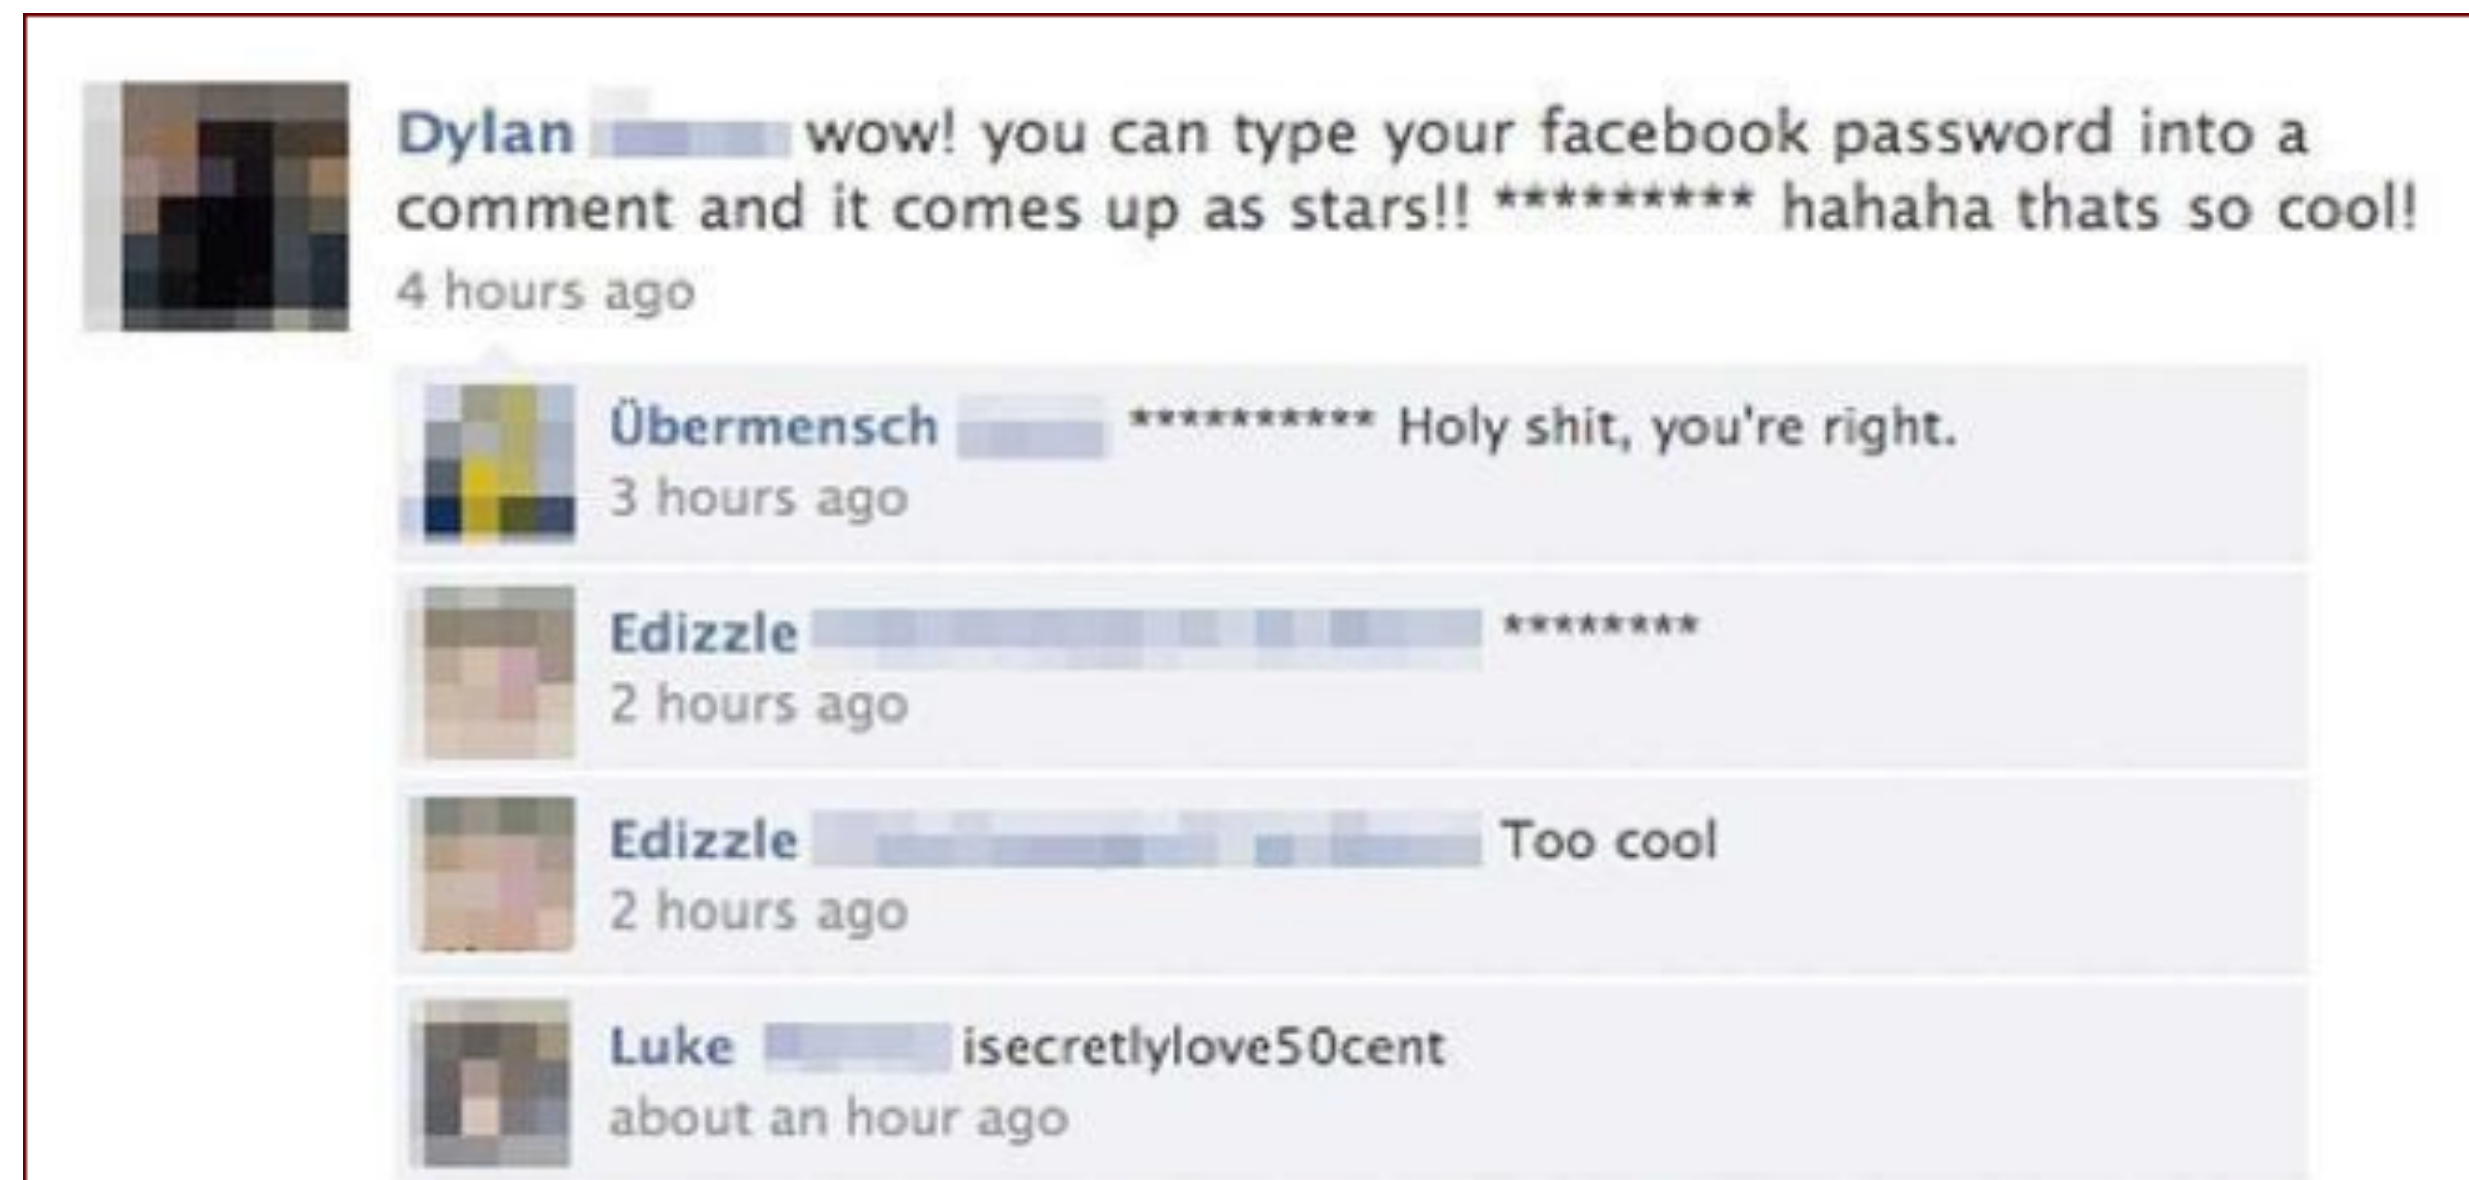 Dylan wow! you can type your facebook password into a
comment and it comes up as stars!! ********* hahaha thats so cool!
4 hours ago
Übermensch ********** Holy shit, you're right.
3 hours ago
Edizzle ********
2 hours ago
Edizzle Too cool
2 hours ago
Luke isecretlylove50cent
about an hour ago